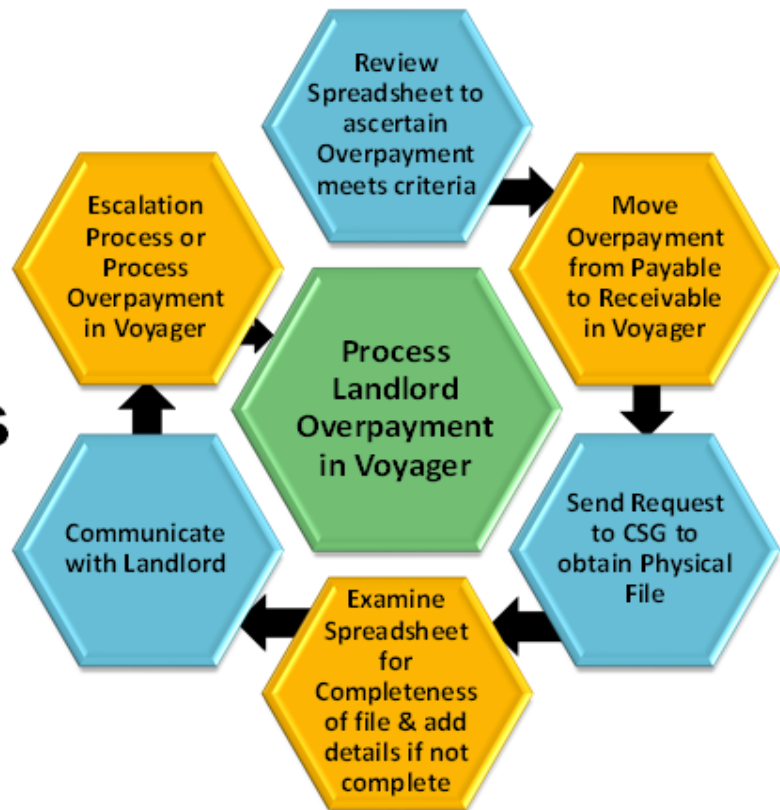 Review
Spreadsheet to
ascertain
Overpayment
meets criteria
Move
Overpayment
from Payable
to Receivable
in Voyager
Send Request
to CSG to
obtain Physical
File
Examine
Spreadsheet
for
Completeness
of file & add
details if not
complete
Communicate
with Landlord
Escalation
Process or
Process
Overpayment
in Voyager
Process
Landlord
Overpayment
in Voyager
s